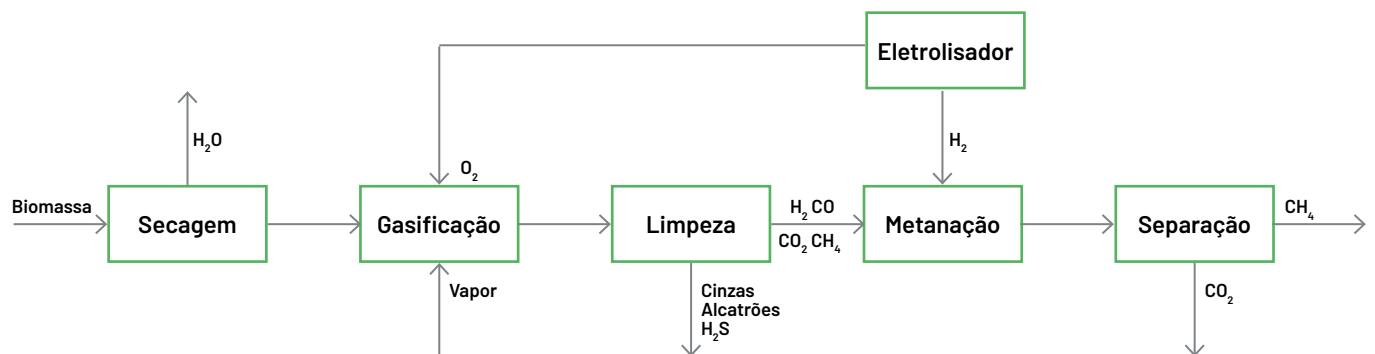 Eletrolisador
H₂O
H₂
O₂
Biomassa
Secagem
Gasificação
Limpeza
H₂ CO
CO₂ CH₄
Metanação
Separação
CH₄
Vapor
Cinzas
Alcatrões
H₂S
CO₂